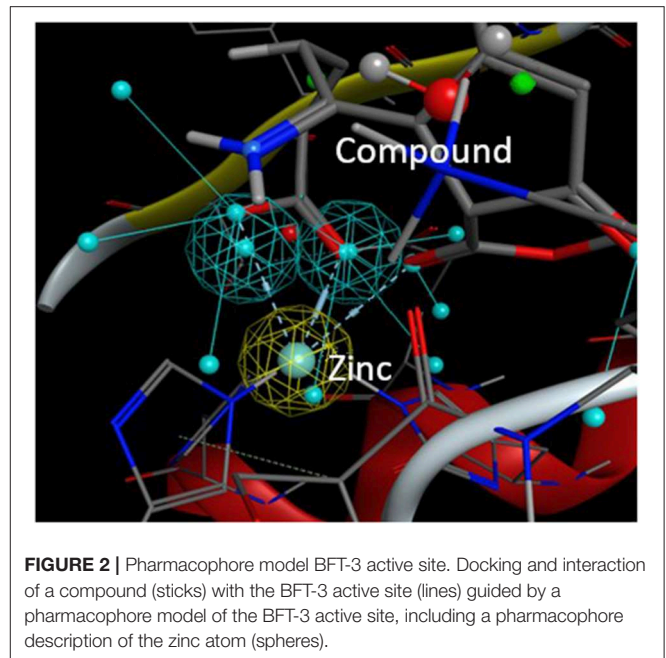 Compound
Zinc
FIGURE 2 | Pharmacophore model BFT-3 active site. Docking and interaction
of a compound (sticks) with the BFT-3 active site (lines) guided by a
pharmacophore model of the BFT-3 active site, including a pharmacophore
description of the zinc atom (spheres).